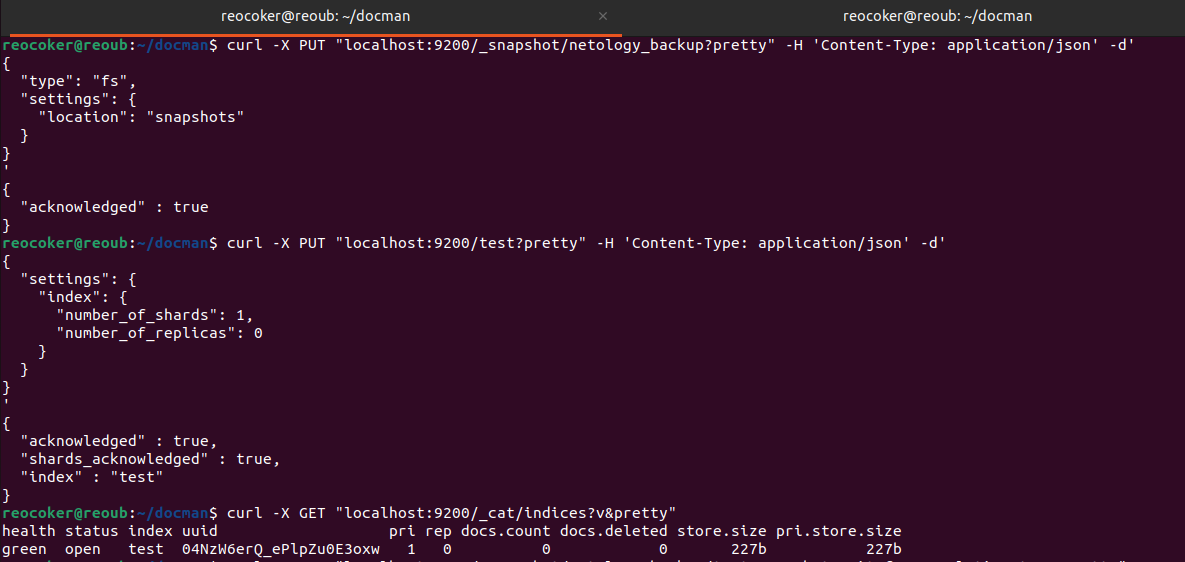 reocoker@reoub: ~/docman × reocoker@reoub: ~/docman
reocoker@reoub:~/docman$ curl -X PUT "localhost:9200/_snapshot/netology_backup?pretty" -H 'Content-Type: application/json' -d'
{
  "type": "fs",
  "settings": {
    "location": "snapshots"
  }
}
'
{
  "acknowledged" : true
}
reocoker@reoub:~/docman$ curl -X PUT "localhost:9200/test?pretty" -H 'Content-Type: application/json' -d'
{
  "settings": {
    "index": {
      "number_of_shards": 1,
      "number_of_replicas": 0
    }
  }
}
'
{
  "acknowledged" : true,
  "shards_acknowledged" : true,
  "index" : "test"
}
reocoker@reoub:~/docman$ curl -X GET "localhost:9200/_cat/indices?v&pretty"
health status index uuid                   pri rep docs.count docs.deleted store.size pri.store.size
green  open   test  04NzW6erQ_ePlpZu0E3oxw   1   0          0            0       227b           227b